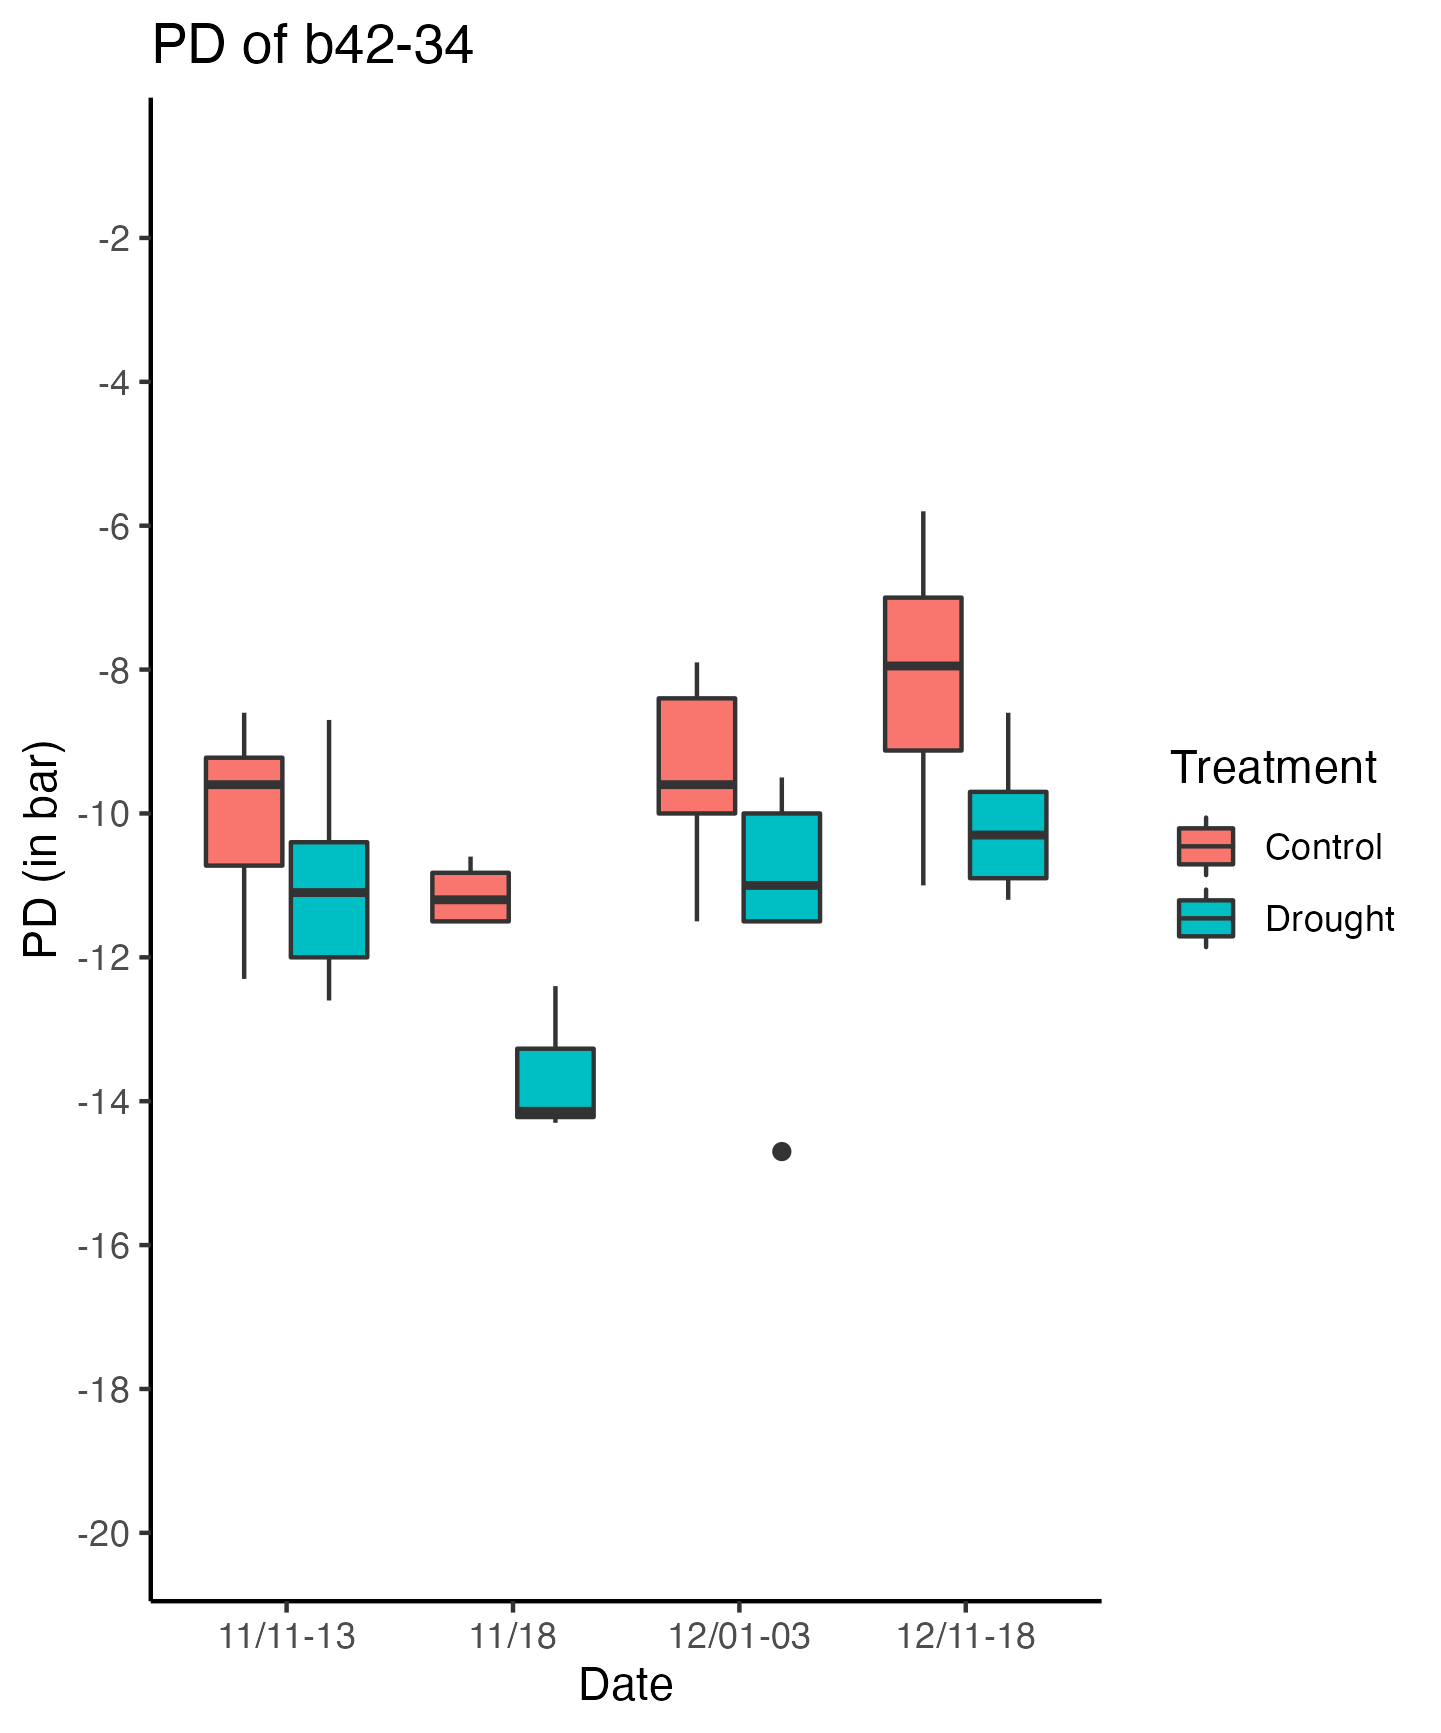 PD of b42-34
-2
-4
-6
-8
-10
-12
-14
-16
-18
-20
PD (in bar)
11/11-13 11/18 12/01-03 12/11-18
Date
Treatment
Control
Drought